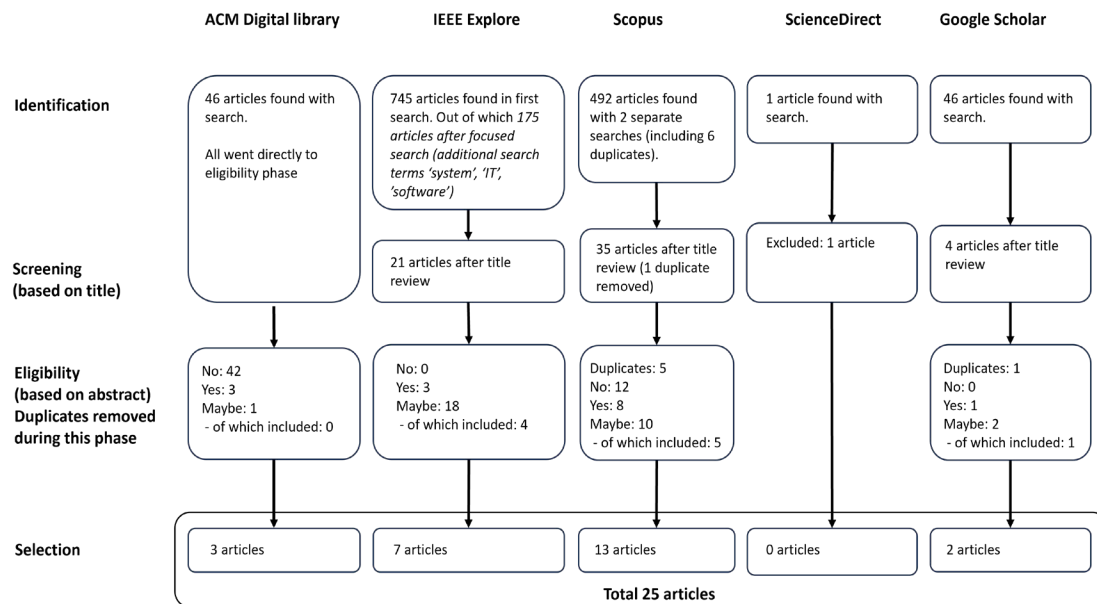 ACM Digital library
IEEE Explore
Scopus
ScienceDirect
Google Scholar
Identification
46 articles found with
search.
All went directly to
eligibility phase
745 articles found in first
search. Out of which 175
articles after focused
search (additional search
terms ‘system’, ‘IT’,
’software’)
492 articles found
with 2 separate
searches (including 6
duplicates).
1 article found with
search.
46 articles found with
search.
Screening
(based on title)
21 articles after title
review
35 articles after title
review (1 duplicate
removed)
Excluded: 1 article
4 articles after title
review
Eligibility
(based on abstract)
Duplicates removed
during this phase
No: 42
Yes: 3
Maybe: 1
- of which included: 0
No: 0
Yes: 3
Maybe: 18
- of which included: 4
Duplicates: 5
No: 12
Yes: 8
Maybe: 10
- of which included: 5
Duplicates: 1
No: 0
Yes: 1
Maybe: 2
- of which included: 1
Selection
3 articles
7 articles
13 articles
0 articles
2 articles
Total 25 articles